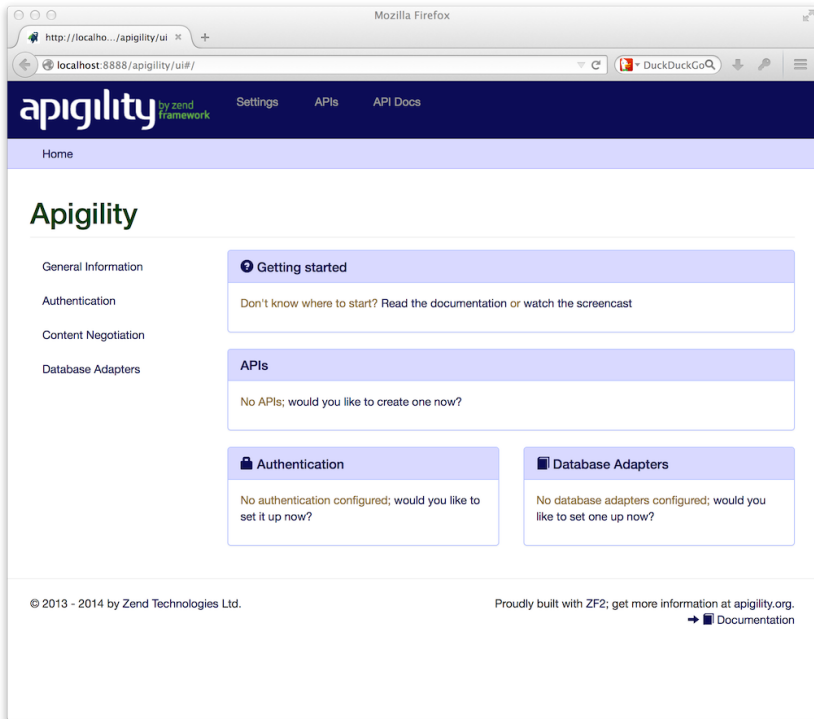 Mozilla Firefox
http://localho.../apigility/ui × +
localhost:8888/apigility/ui#/
DuckDuckGo
apigility by zend framework
Settings APIs API Docs
Home
Apigility
General Information
Authentication
Content Negotiation
Database Adapters
Getting started
Don't know where to start? Read the documentation or watch the screencast
APIs
No APIs; would you like to create one now?
Authentication
No authentication configured; would you like to
set it up now?
Database Adapters
No database adapters configured; would you
like to set one up now?
© 2013 - 2014 by Zend Technologies Ltd.
Proudly built with ZF2; get more information at apigility.org.
Documentation